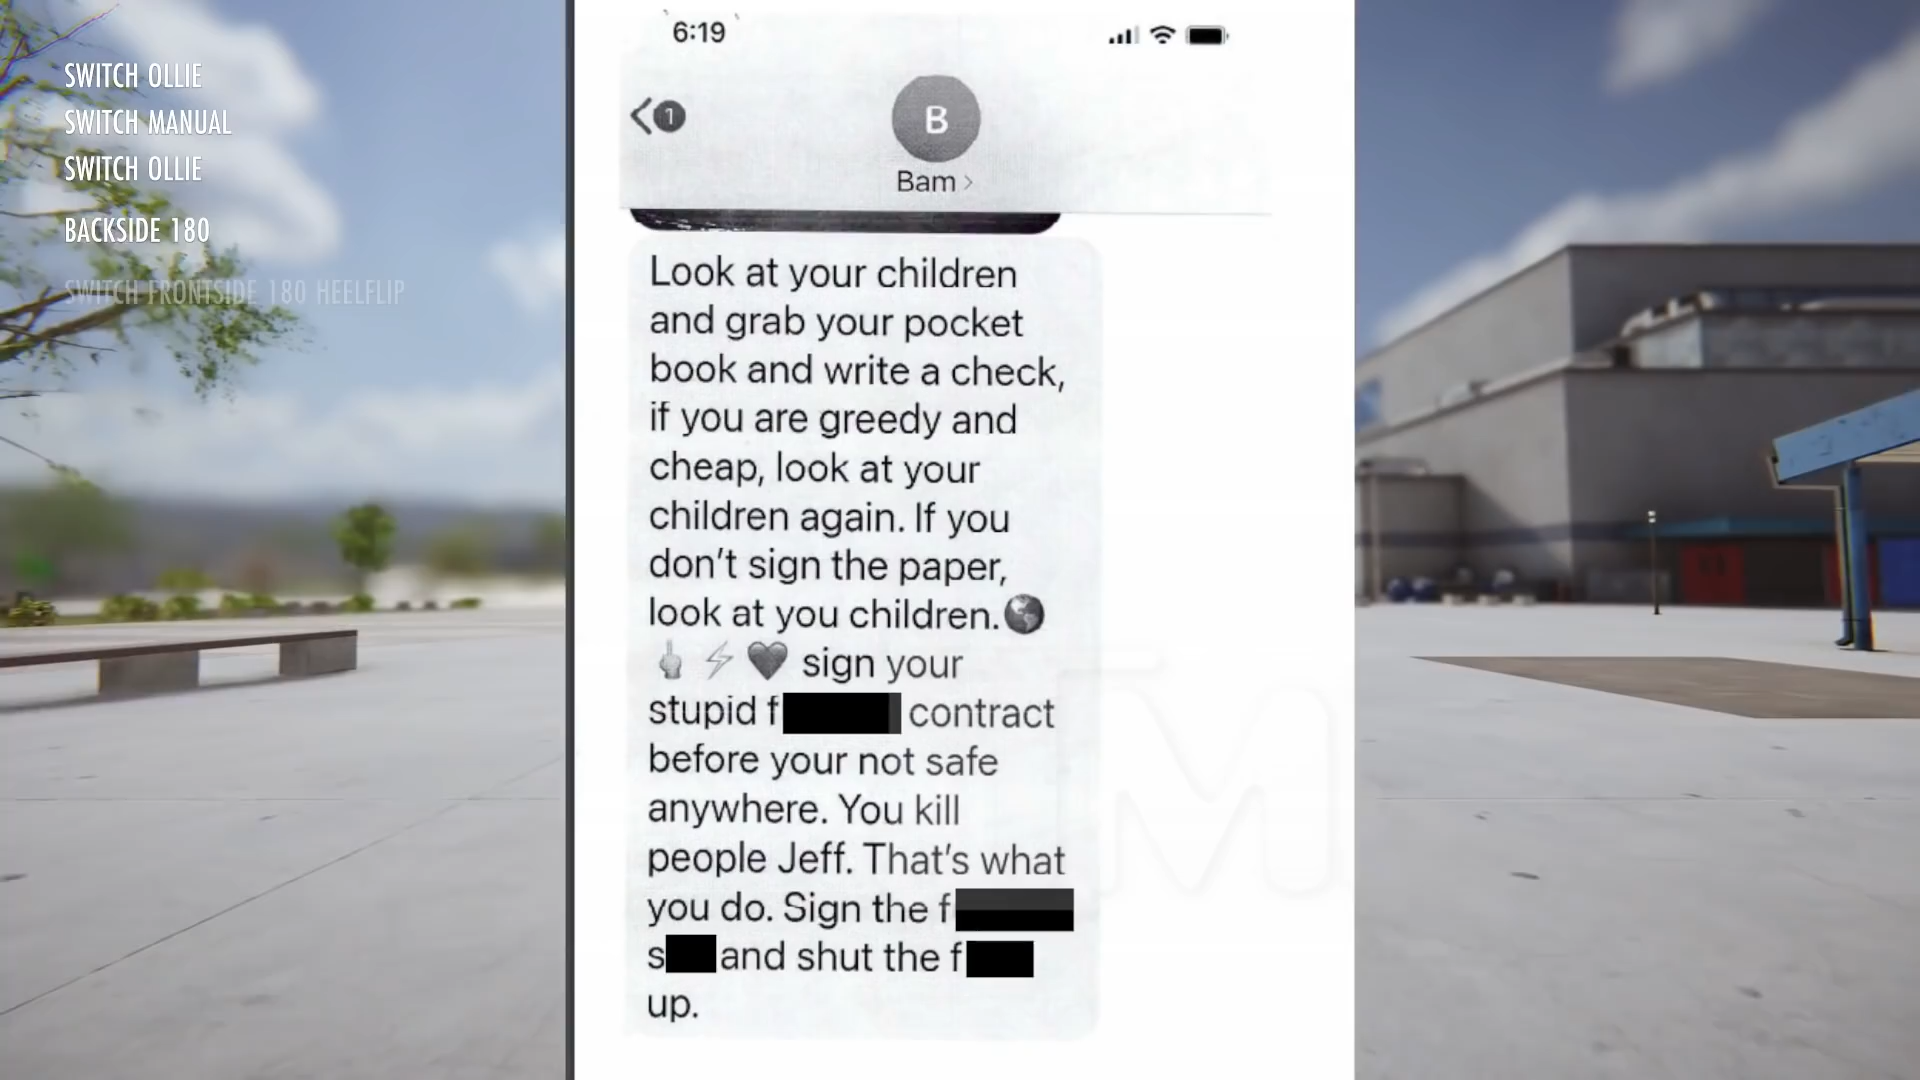 SWITCH OLLIE
SWITCH MANUAL
SWITCH OLLIE
BACKSIDE 180
SWITCH FRONTSIDE 180 HEELFLIP
6:19
1
B
Bam
Look at your children
and grab your pocket
book and write a check,
if you are greedy and
cheap, look at your
children again. If you
don't sign the paper,
look at you children.🌎
🖕⚡🖤 sign your
stupid f contract
before your not safe
anywhere. You kill
people Jeff. That's what
you do. Sign the f
s and shut the f
up.